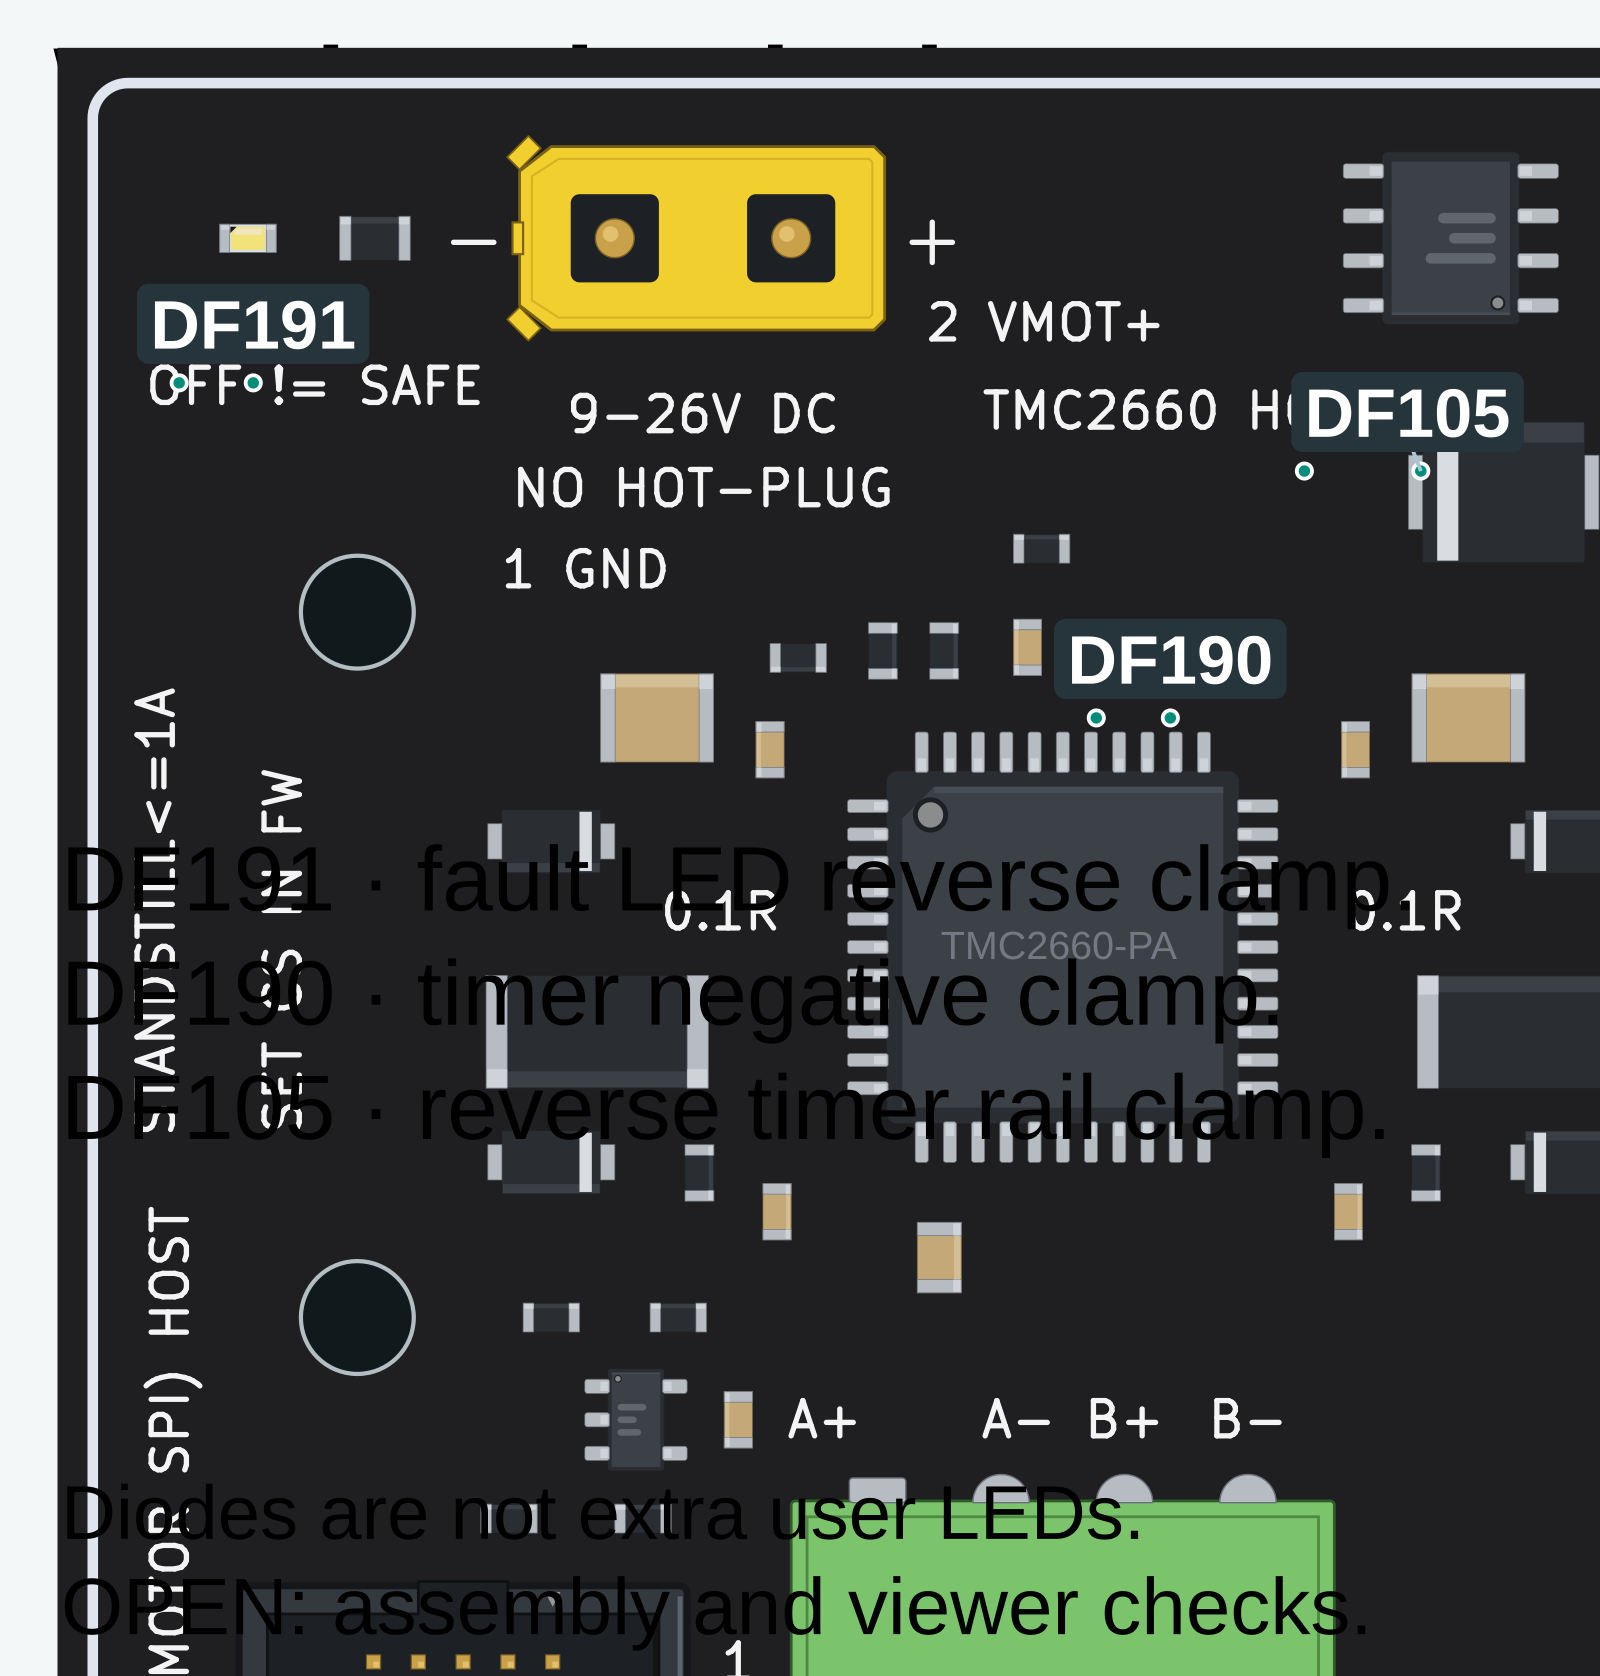 DF191
OFF != SAFE
2 VMOT+
9-26V DC
TMC2660
DF105
NO HOT-PLUG
1 GND
DF190
STANDSTILL<=1A
SET CS IN FW
DF191 · fault LED reverse clamp.
0.1R
0.1R
TMC2660-PA
DF190 · timer negative clamp.
DF105 · reverse timer rail clamp.
MOTOR SPI) HOST
A+ A- B+ B-
Diodes are not extra user LEDs.
OPEN: assembly and viewer checks.
1